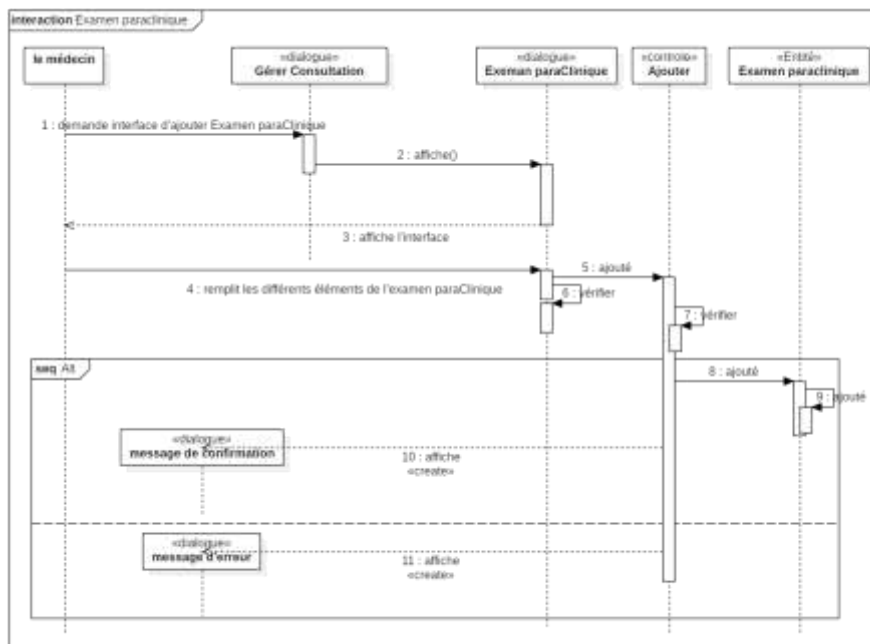 interaction Examen paraclinique
le médecin
«dialogue»
Gérer Consultation
«dialogue»
Exeman paraClinique
«controle»
Ajouter
«Entité»
Examen paraclinique
1 : demande interface d'ajouter Examen paraClinique
2 : affiche()
3 : affiche l'interface
4 : remplit les différents éléments de l'examen paraClinique
5 : ajouté
6 : vérifier
7 : vérifier
seq Alt
8 : ajouté
9 : ajouté
«dialogue»
message de confirmation
10 : affiche
«create»
«dialogue»
message d'erreur
11 : affiche
«create»